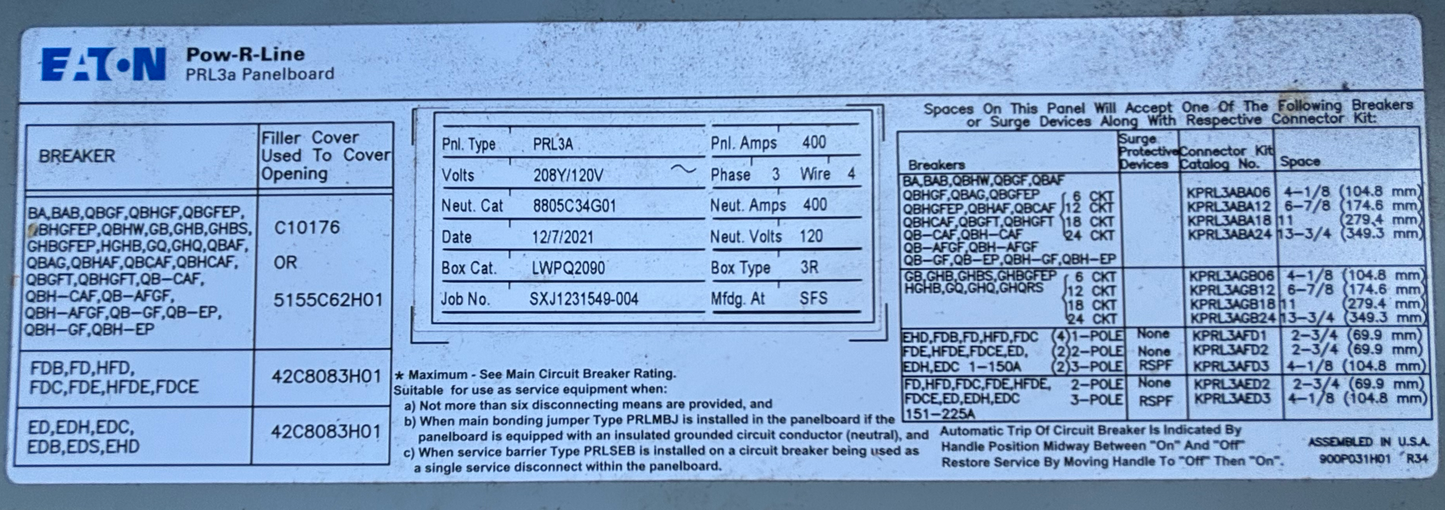 EATON
Pow-R-Line
PRL3a Panelboard
BREAKER
Filler Cover
Used To Cover
Opening
BA,BAB,QBGF,QBHGF,QBGFEP,
QBHGFEP,QBHW,GB,GHB,GHBS,
GHBGFEP,HGHB,GQ,GHQ,QBAF,
QBAG,QBHAF,QBCAF,QBHCAF,
QBGFT,QBHGFT,QB-CAF,
QBH-CAF,QB-AFGF,
QBH-AFGF,QB-GF,QB-EP,
QBH-GF,QBH-EP
C10176
OR
5155C62H01
FDB,FD,HFD,
FDC,FDE,HFDE,FDCE
42C8083H01
ED,EDH,EDC,
EDB,EDS,EHD
42C8083H01
Pnl. Type PRL3A Pnl. Amps 400
Volts 208Y/120V ~ Phase 3 Wire 4
Neut. Cat 8805C34G01 Neut. Amps 400
Date 12/7/2021 Neut. Volts 120
Box Cat. LWPQ2090 Box Type 3R
Job No. SXJ1231549-004 Mfdg. At SFS
* Maximum - See Main Circuit Breaker Rating.
Suitable for use as service equipment when:
a) Not more than six disconnecting means are provided, and
b) When main bonding jumper Type PRLMBJ is installed in the panelboard if the
panelboard is equipped with an insulated grounded circuit conductor (neutral), and
c) When service barrier Type PRLSEB is installed on a circuit breaker being used as
a single service disconnect within the panelboard.
Spaces On This Panel Will Accept One Of The Following Breakers
or Surge Devices Along With Respective Connector Kit:
Breakers
Surge
Protective
Devices
Connector Kit
Catalog No.
Space
BA,BAB,QBHW,QBGF,QBAF
QBHGF,QBAG,QBGFEP 6 CKT KPRL3ABA06 4-1/8 (104.8 mm)
QBHGFEP,QBHAF,QBCAF 12 CKT KPRL3ABA12 6-7/8 (174.6 mm)
QBHCAF,QBGFT,QBHGFT 18 CKT KPRL3ABA18 11 (279.4 mm)
QB-CAF,QBH-CAF 24 CKT KPRL3ABA24 13-3/4 (349.3 mm)
QB-AFGF,QBH-AFGF
QB-GF,QB-EP,QBH-GF,QBH-EP
GB,GHB,GHBS,GHBGFEP 6 CKT KPRL3AGB06 4-1/8 (104.8 mm)
HGHB,GQ,GHQ,GHQRS 12 CKT KPRL3AGB12 6-7/8 (174.6 mm)
18 CKT KPRL3AGB18 11 (279.4 mm)
24 CKT KPRL3AGB24 13-3/4 (349.3 mm)
EHD,FDB,FD,HFD,FDC (4)1-POLE None KPRL3AFD1 2-3/4 (69.9 mm)
FDE,HFDE,FDCE,ED, (2)2-POLE None KPRL3AFD2 2-3/4 (69.9 mm)
EDH,EDC 1-150A (2)3-POLE RSPF KPRL3AFD3 4-1/8 (104.8 mm)
FD,HFD,FDC,FDE,HFDE, 2-POLE None KPRL3AED2 2-3/4 (69.9 mm)
FDCE,ED,EDH,EDC 3-POLE RSPF KPRL3AED3 4-1/8 (104.8 mm)
151-225A
Automatic Trip Of Circuit Breaker Is Indicated By
Handle Position Midway Between "On" And "Off"
Restore Service By Moving Handle To "Off" Then "On".
ASSEMBLED IN U.S.A.
900P031H01 R34